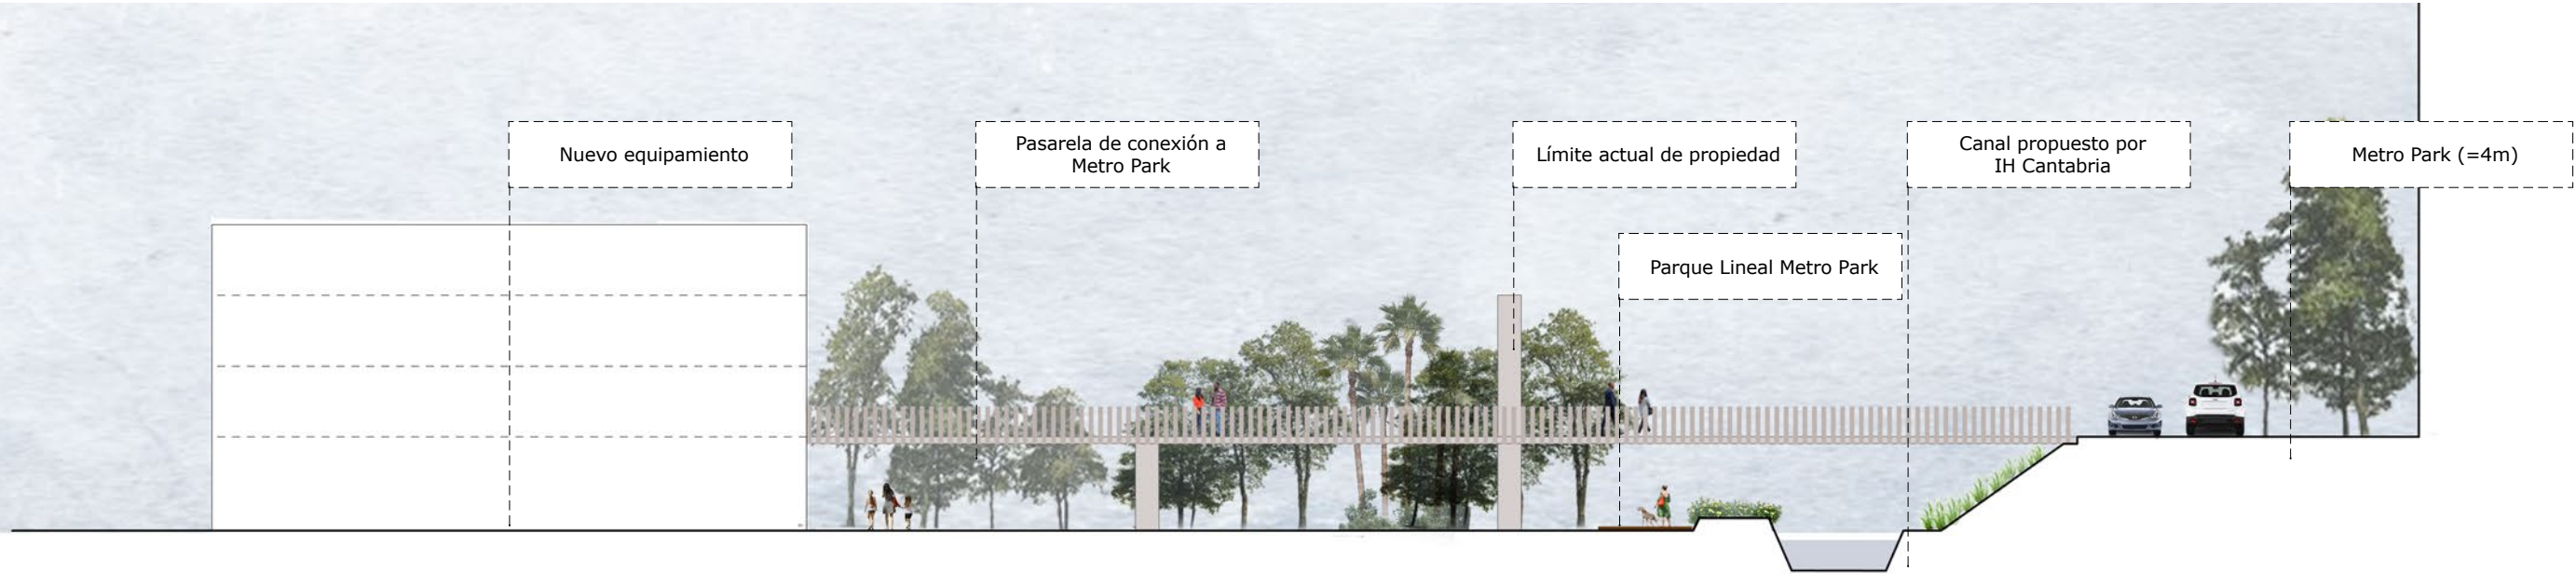 Nuevo equipamiento
Pasarela de conexión a
Metro Park
Límite actual de propiedad
Parque Lineal Metro Park
Canal propuesto por
IH Cantabria
Metro Park (=4m)